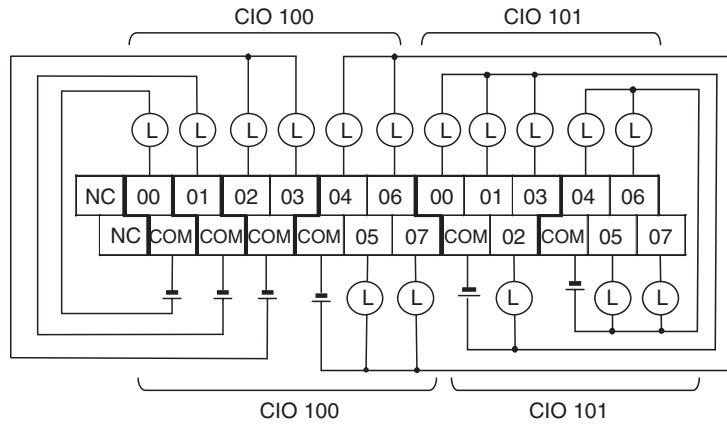 CIO 100 CIO 101
L L L L L L L L L L L
NC 00 01 02 03 04 06 00 01 03 04 06
NC COM COM COM COM 05 07 COM 02 COM 05 07
L L L L L
CIO 100 CIO 101